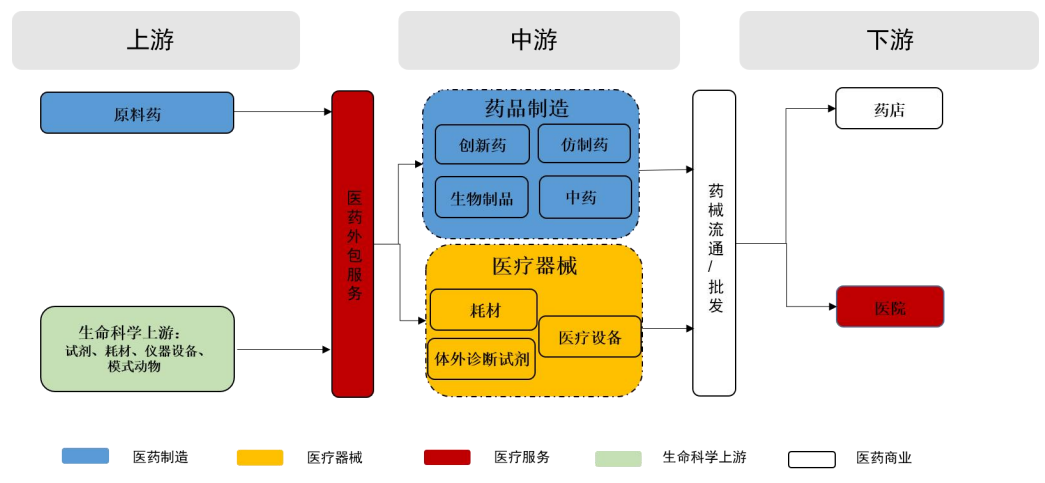 上游
中游
下游
原料药
生命科学上游：
试剂、耗材、仪器设备、
模式动物
医药外包服务
药品制造
创新药
仿制药
生物制品
中药
医疗器械
耗材
医疗设备
体外诊断试剂
药械流通/批发
药店
医院
医药制造
医疗器械
医疗服务
生命科学上游
医药商业